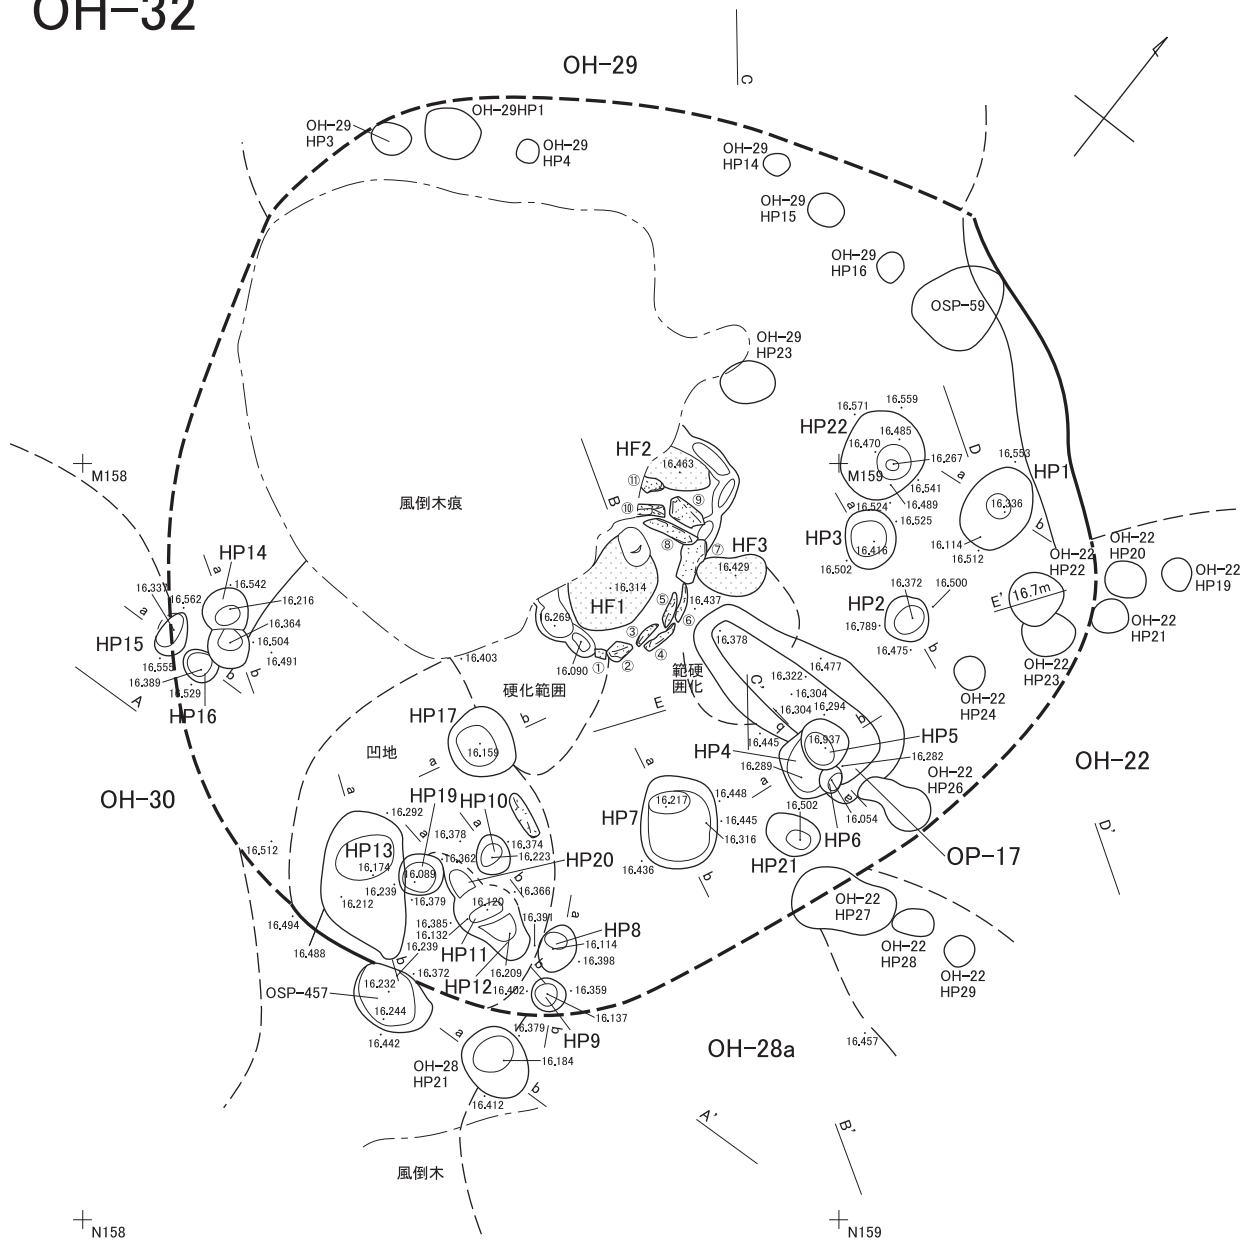 OH-32
OH-29
C
OH-29HP1
OH-29
HP3
OH-29
HP4
OH-29
HP14
OH-29
HP15
OH-29
HP16
OSP-59
OH-29
HP23
16.571
16.559
HP22
16.485
16.470
16.267
D
M158
M159
HF2
16.463
⑪
⑩
⑨
B
風倒木痕
16.553
HP1
a
16.541
16.489
16.524
16.525
16.336
b
16.114
16.512
a
HP3
16.416
16.502
⑧
⑦
HF3
16.429
OH-22
HP22
OH-22
HP20
OH-22
HP19
E'
16.7m
OH-22
HP21
OH-22
HP23
OH-22
HP24
16.372
16.500
HP2
16.789
16.475
b
HP14
a
16.542
16.337
16.562
16.216
a
16.364
HP15
16.504
16.491
16.555
16.389
b
b
16.529
HP16
A
16.314
HF1
16.269
⑤
⑥
16.437
③
④
①
②
16.090
16.403
硬化範囲
範硬
囲化
16.378
16.477
16.322
16.304
C'
16.304
16.294
b
b
16.445
16.937
HP5
HP4
16.289
16.282
a
16.054
HP6
OH-22
HP26
OH-22
E
HP17
b
16.159
a
凹地
a
OH-30
a
HP7
16.217
16.448
a
16.445
16.316
16.436
b
16.502
HP21
OP-17
D'
HP19
HP10
16.292
a
16.378
16.374
16.223
16.362
HP20
HP13
16.174
16.089
16.239
16.379
16.212
b
16.366
16.120
16.391
a
16.385
16.132
HP8
16.114
16.398
HP11
16.239
16.512
16.494
16.488
b
16.372
HP12
16.209
b
16.402
16.359
16.137
HP9
OSP-457
16.232
16.244
16.442
a
16.379
b
OH-28
HP21
16.184
b
16.412
OH-22
HP27
OH-22
HP28
OH-22
HP29
OH-28a
16.457
A'
B'
風倒木
N158
N159